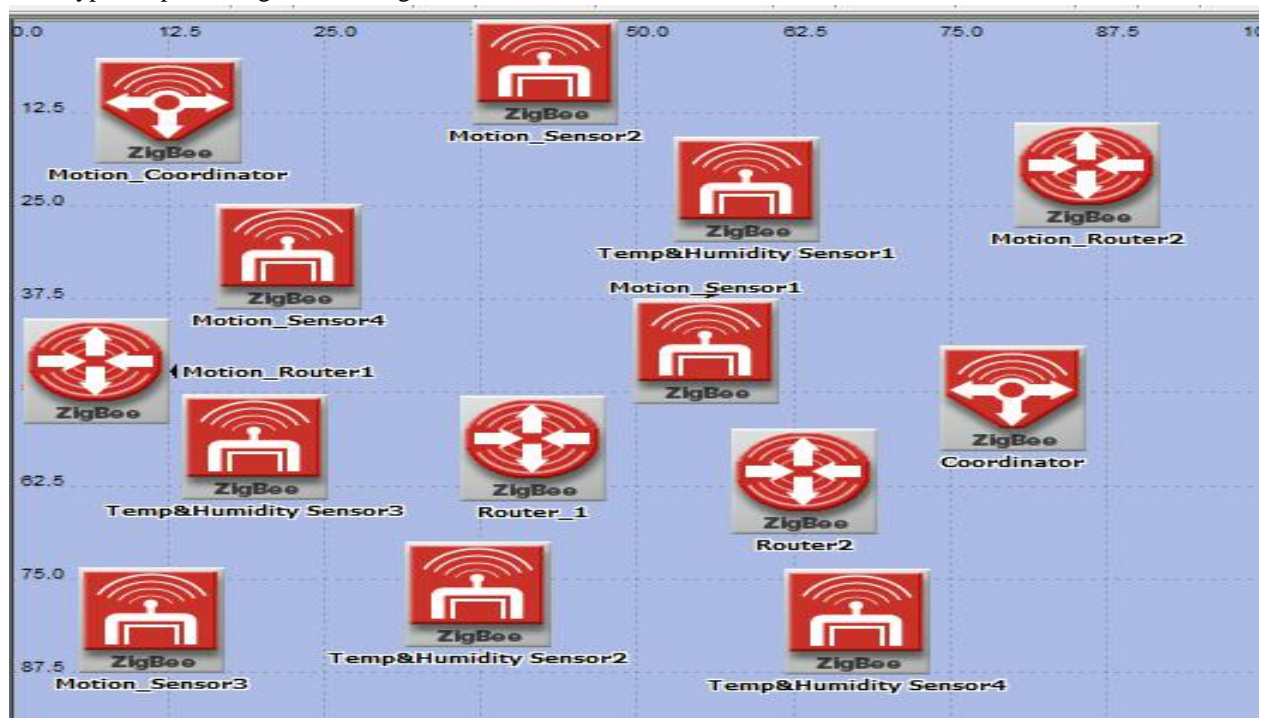 0.0 12.5 25.0 50.0 62.5 75.0 87.5
ZigBee
Motion_Sensor2
12.5
ZigBee
Motion_Coordinator
25.0
ZigBee
Temp&Humidity Sensor1
ZigBee
Motion_Router2
37.5
ZigBee
Motion_Sensor4
Motion_Sensor1
ZigBee
Motion_Router1
ZigBee
ZigBee
Coordinator
62.5
ZigBee
Temp&Humidity Sensor3
ZigBee
Router_1
ZigBee
Router2
75.0
ZigBee
Temp&Humidity Sensor2
87.5
ZigBee
Motion_Sensor3
ZigBee
Temp&Humidity Sensor4